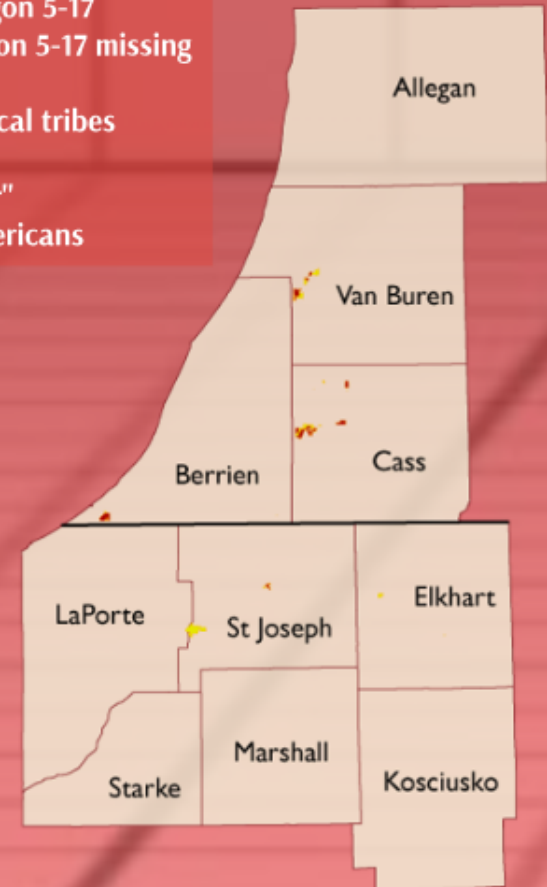 gon 5-17
on 5-17 missing
cal tribes
"
ericans
Allegan
Van Buren
Cass
Berrien
LaPorte
St Joseph
Elkhart
Marshall
Starke
Kosciusko